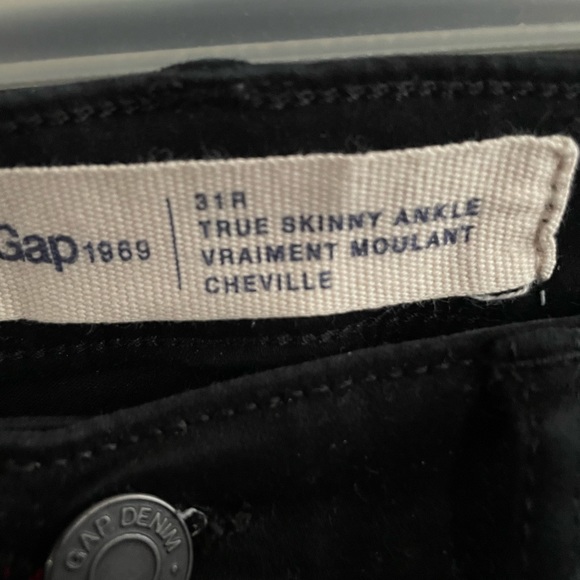 Gap 1969
31R
TRUE SKINNY ANKLE
VRAIMENT MOULANT
CHEVILLE
GAP DENIM